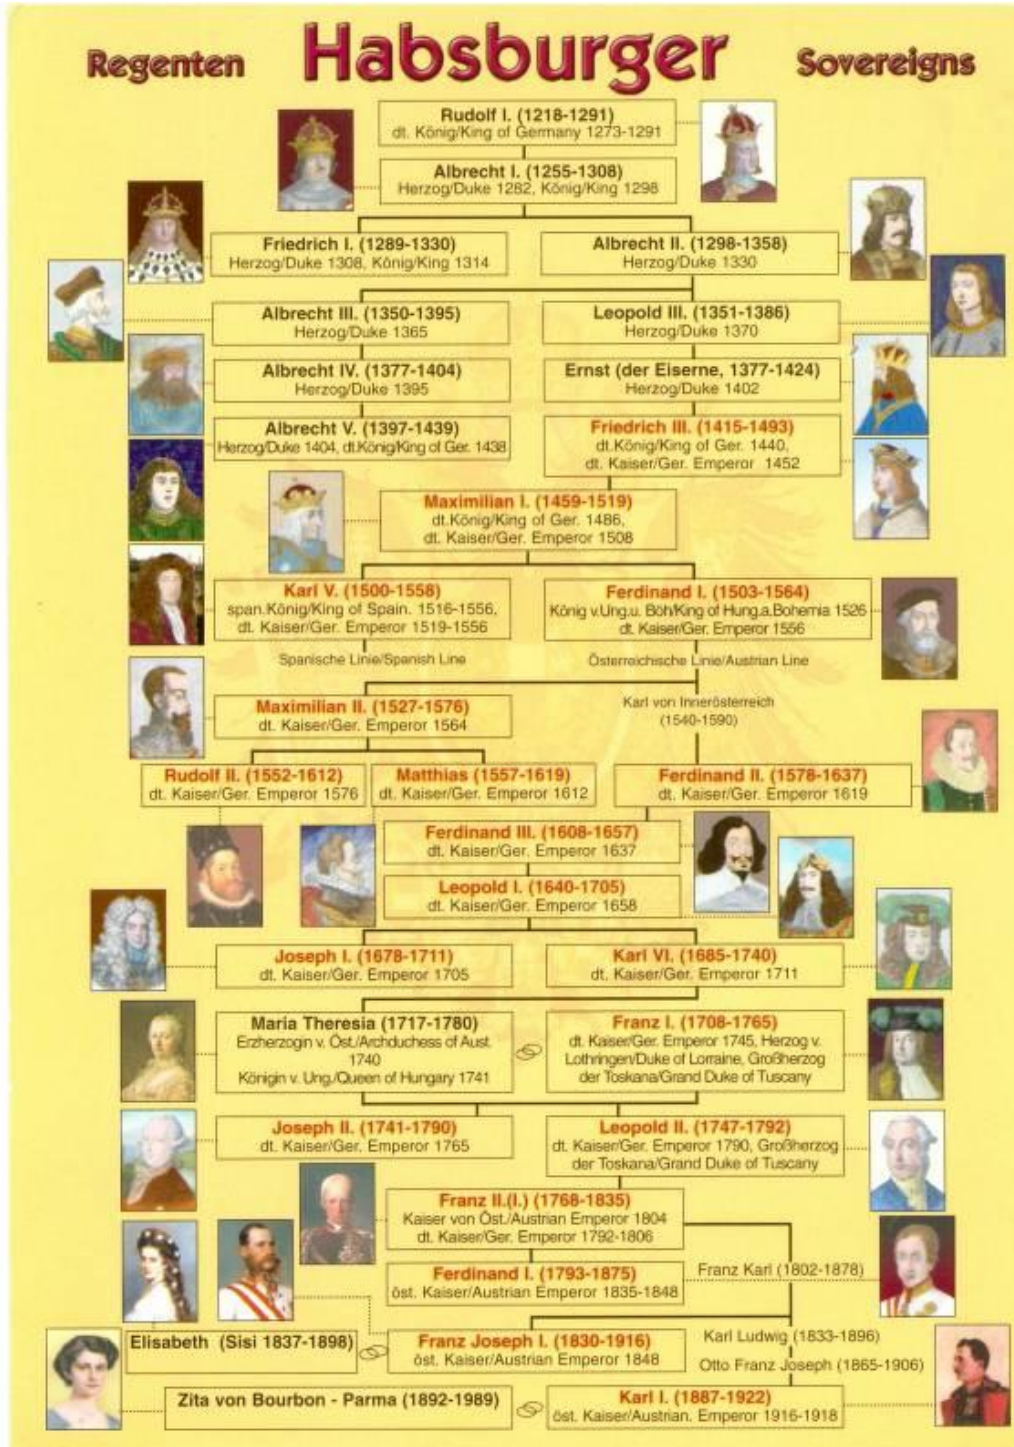 Regenten Habsburger Sovereigns
Rudolf I. (1218-1291)
dt. König/King of Germany 1273-1291
Albrecht I. (1255-1308)
Herzog/Duke 1282, König/King 1298
Friedrich I. (1289-1330)
Herzog/Duke 1308, König/King 1314
Albrecht II. (1298-1358)
Herzog/Duke 1330
Albrecht III. (1350-1395)
Herzog/Duke 1365
Leopold III. (1351-1386)
Herzog/Duke 1370
Albrecht IV. (1377-1404)
Herzog/Duke 1395
Ernst (der Eiserne, 1377-1424)
Herzog/Duke 1402
Albrecht V. (1397-1439)
Herzog/Duke 1404, dt.König/King of Ger. 1438
Friedrich III. (1415-1493)
dt.König/King of Ger. 1440,
dt. Kaiser/Ger. Emperor 1452
Maximilian I. (1459-1519)
dt.König/King of Ger. 1486,
dt. Kaiser/Ger. Emperor 1508
Karl V. (1500-1558)
span.König/King of Spain. 1516-1556,
dt. Kaiser/Ger. Emperor 1519-1556
Ferdinand I. (1503-1564)
König v.Ung.u. Böh/King of Hung.a.Bohemia 1526
dt. Kaiser/Ger. Emperor 1556
Spanische Linie/Spanish Line
Österreichische Linie/Austrian Line
Maximilian II. (1527-1576)
dt. Kaiser/Ger. Emperor 1564
Karl von Innerösterreich
(1540-1590)
Rudolf II. (1552-1612)
dt. Kaiser/Ger. Emperor 1576
Matthias (1557-1619)
dt. Kaiser/Ger. Emperor 1612
Ferdinand II. (1578-1637)
dt. Kaiser/Ger. Emperor 1619
Ferdinand III. (1608-1657)
dt. Kaiser/Ger. Emperor 1637
Leopold I. (1640-1705)
dt. Kaiser/Ger. Emperor 1658
Joseph I. (1678-1711)
dt. Kaiser/Ger. Emperor 1705
Karl VI. (1685-1740)
dt. Kaiser/Ger. Emperor 1711
Maria Theresia (1717-1780)
Erzherzogin v. Öst./Archduchess of Aust.
1740
Königin v. Ung./Queen of Hungary 1741
Franz I. (1708-1765)
dt. Kaiser/Ger. Emperor 1745, Herzog v.
Lothringen/Duke of Lorraine, Großherzog
der Toskana/Grand Duke of Tuscany
Joseph II. (1741-1790)
dt. Kaiser/Ger. Emperor 1765
Leopold II. (1747-1792)
dt. Kaiser/Ger. Emperor 1790, Großherzog
der Toskana/Grand Duke of Tuscany
Franz II.(I.) (1768-1835)
Kaiser von Öst./Austrian Emperor 1804
dt. Kaiser/Ger. Emperor 1792-1806
Ferdinand I. (1793-1875)
öst. Kaiser/Austrian Emperor 1835-1848
Franz Karl (1802-1878)
Elisabeth (Sisi 1837-1898)
Franz Joseph I. (1830-1916)
öst. Kaiser/Austrian Emperor 1848
Karl Ludwig (1833-1896)
Otto Franz Joseph (1865-1906)
Zita von Bourbon - Parma (1892-1989)
Karl I. (1887-1922)
öst. Kaiser/Austrian. Emperor 1916-1918